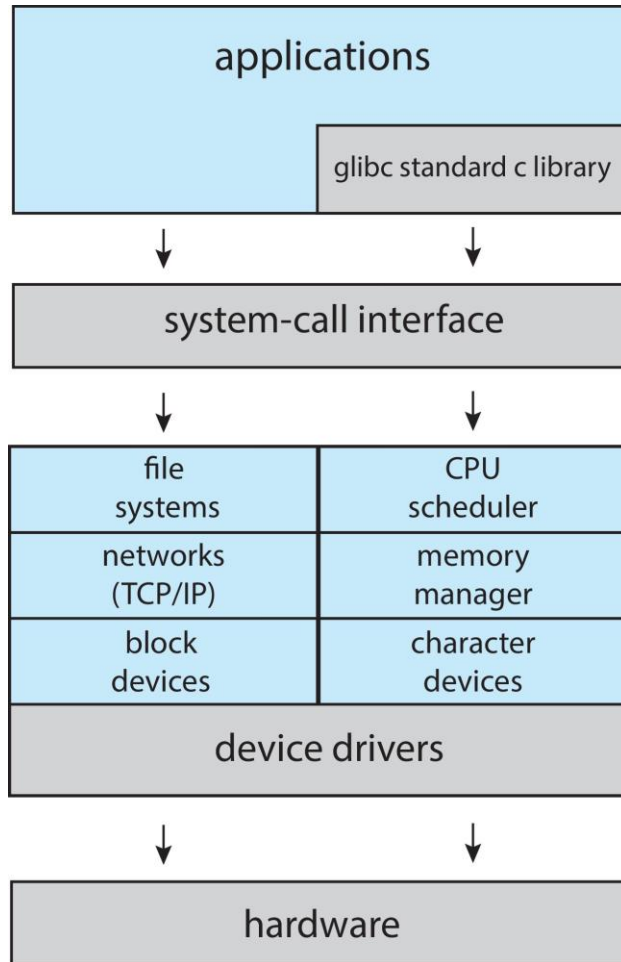 applications
glibc standard c library
system-call interface
file
systems
CPU
scheduler
networks
(TCP/IP)
memory
manager
block
devices
character
devices
device drivers
hardware